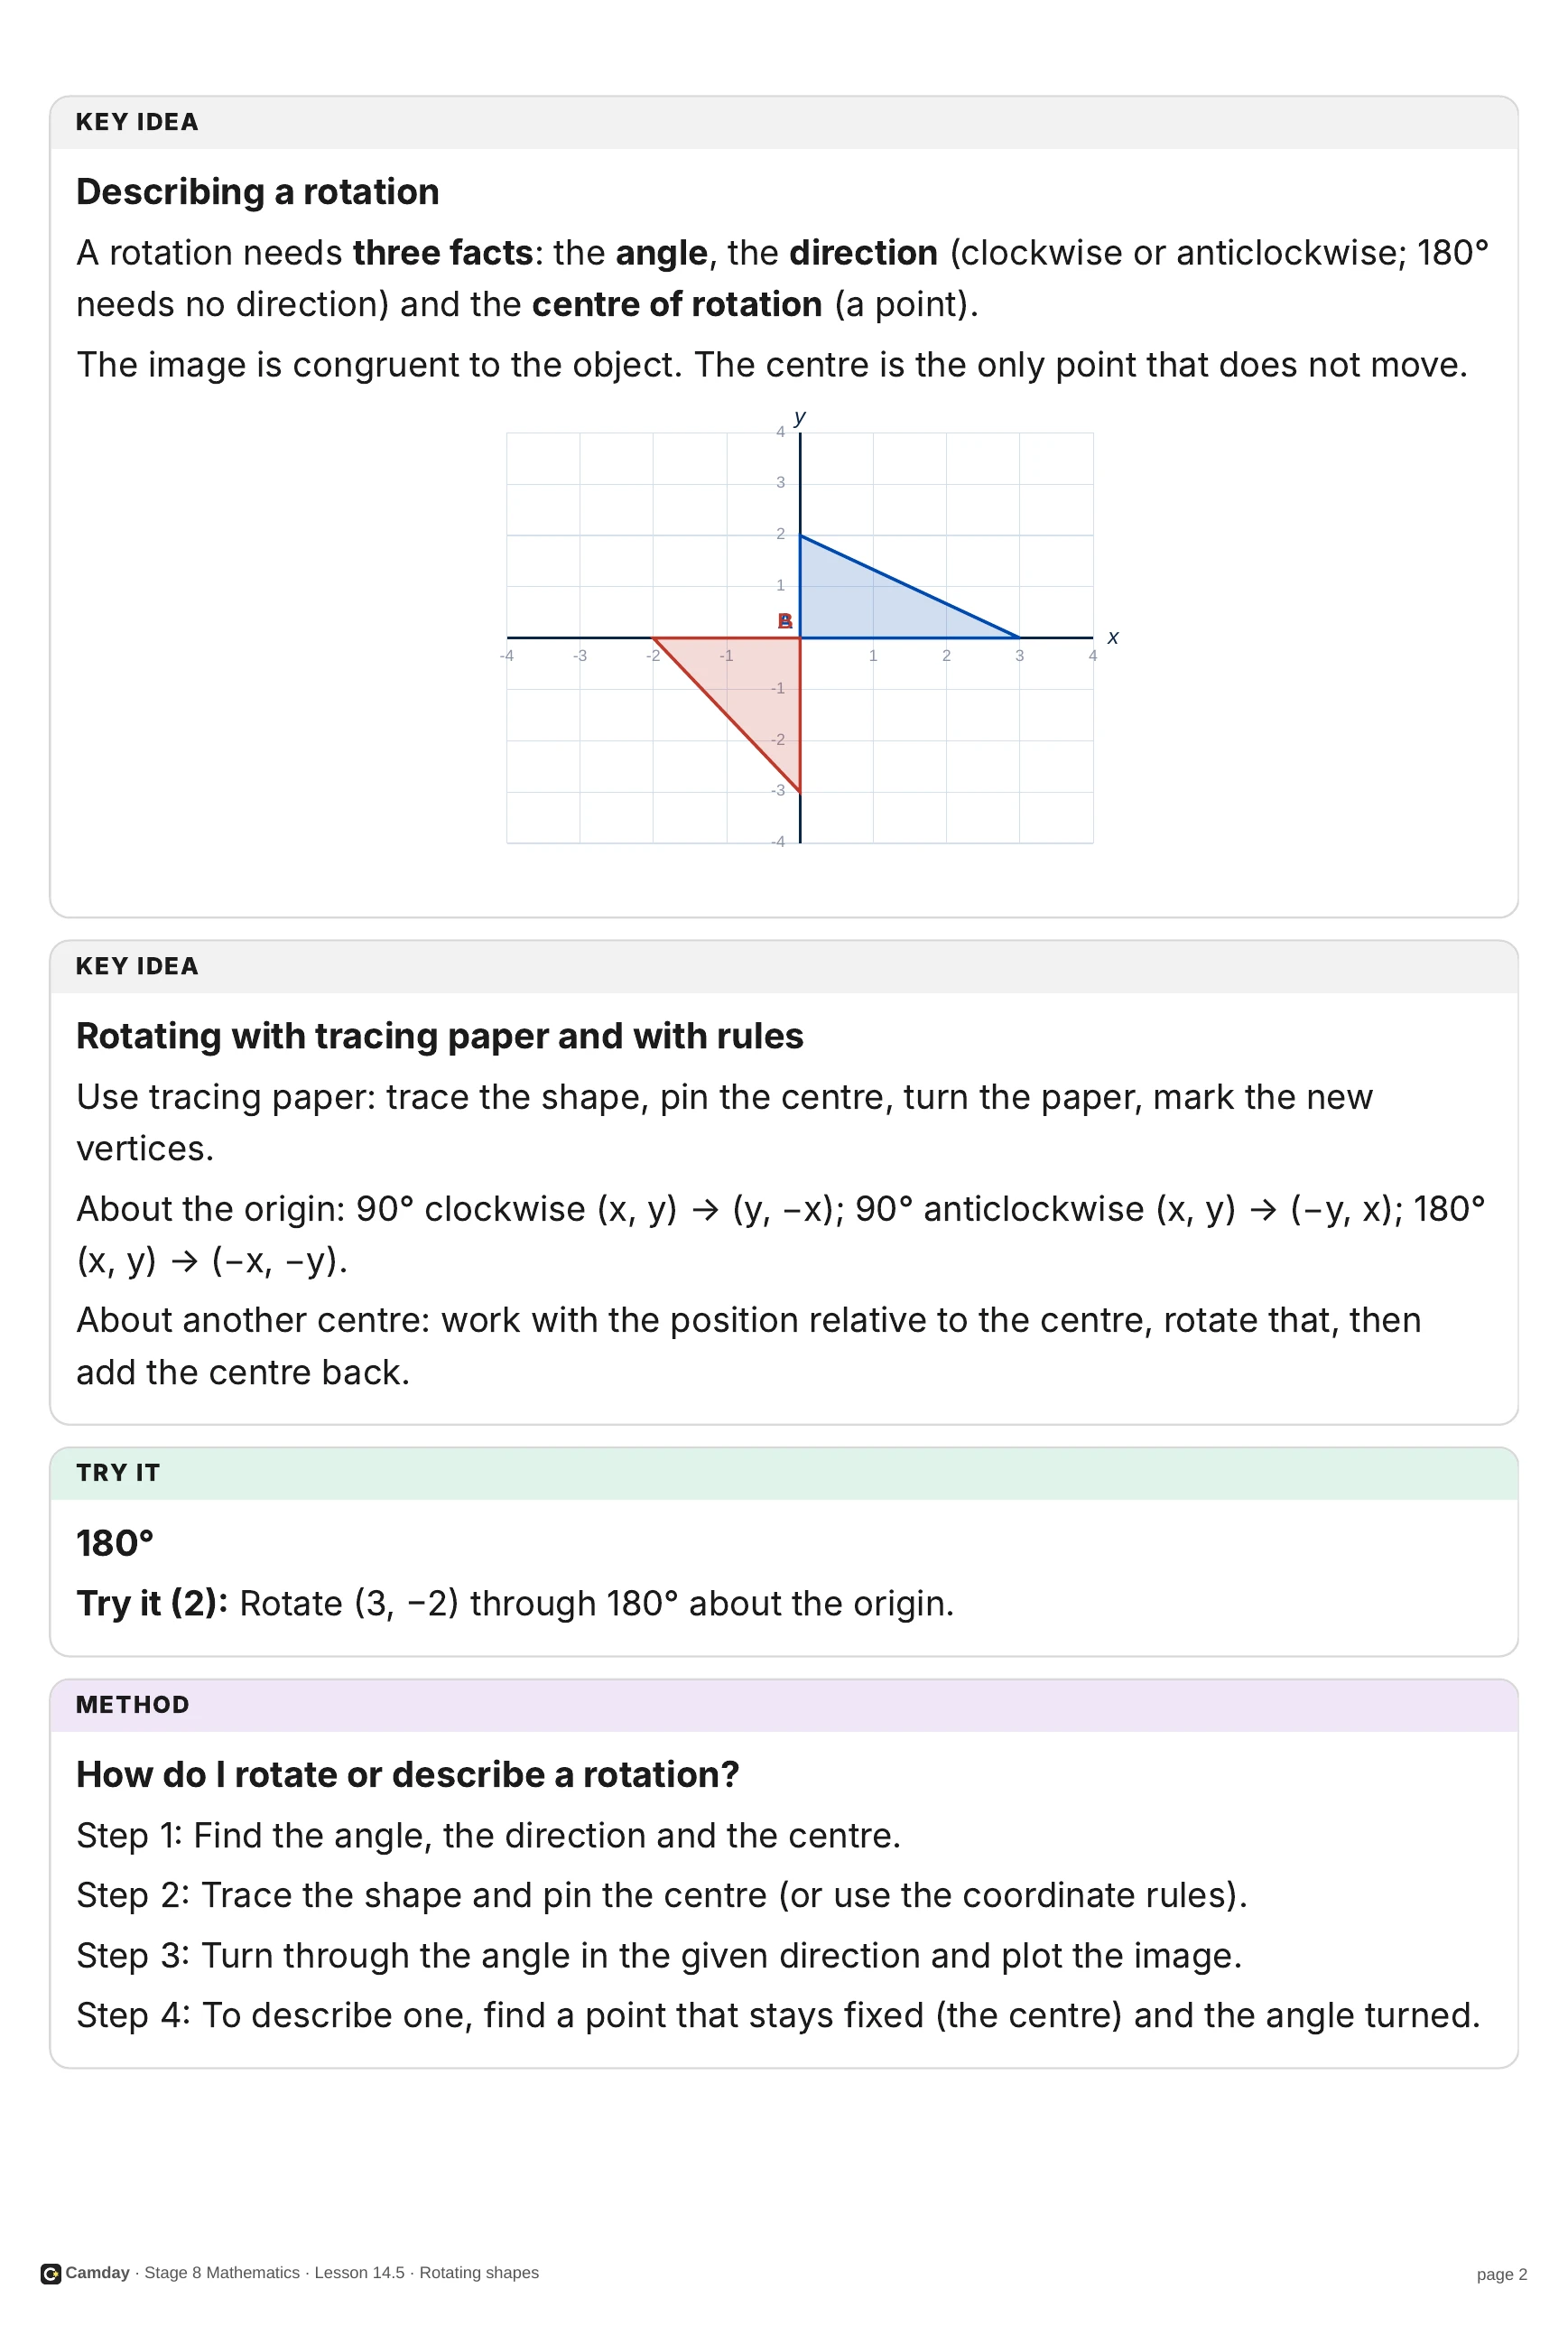 KEY IDEA
Describing a rotation
A rotation needs three facts: the angle, the direction (clockwise or anticlockwise; 180°
needs no direction) and the centre of rotation (a point).
The image is congruent to the object. The centre is the only point that does not move.
y
4
3
2
1
B
x
-4 -3 -2 -1 1 2 3 4
-1
-2
-3
-4
KEY IDEA
Rotating with tracing paper and with rules
Use tracing paper: trace the shape, pin the centre, turn the paper, mark the new
vertices.
About the origin: 90° clockwise (x, y) → (y, −x); 90° anticlockwise (x, y) → (−y, x); 180°
(x, y) → (−x, −y).
About another centre: work with the position relative to the centre, rotate that, then
add the centre back.
TRY IT
180°
Try it (2): Rotate (3, −2) through 180° about the origin.
METHOD
How do I rotate or describe a rotation?
Step 1: Find the angle, the direction and the centre.
Step 2: Trace the shape and pin the centre (or use the coordinate rules).
Step 3: Turn through the angle in the given direction and plot the image.
Step 4: To describe one, find a point that stays fixed (the centre) and the angle turned.
Camday · Stage 8 Mathematics · Lesson 14.5 · Rotating shapes
page 2